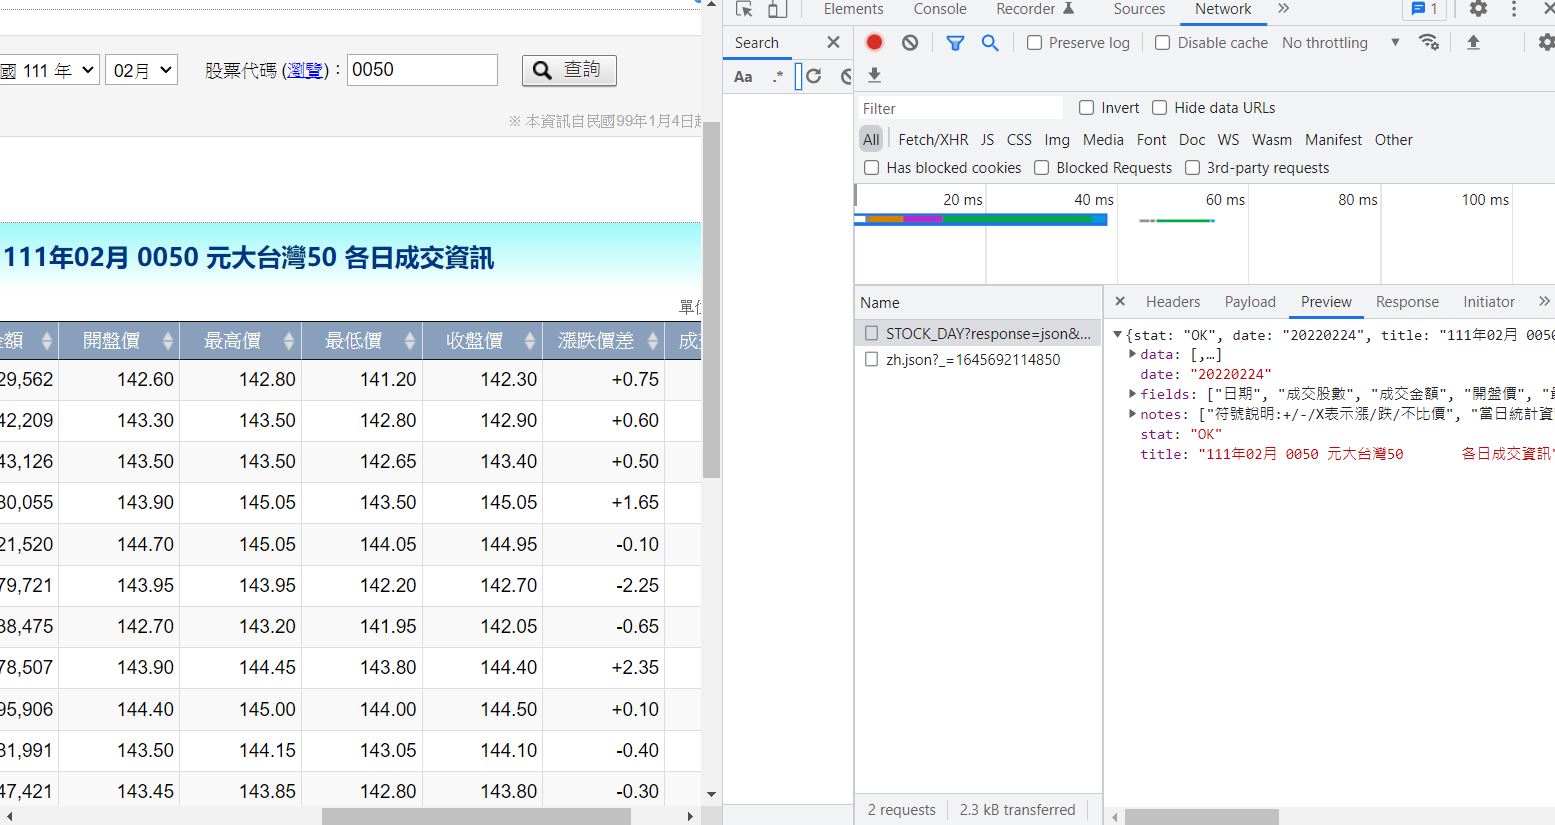 國 111 年 02月 股票代碼 (瀏覽)： 0050 查詢
※ 本資訊自民國99年1月4日起
111年02月 0050 元大台灣50 各日成交資訊
單位
金額 開盤價 最高價 最低價 收盤價 漲跌價差 成交
29,562 142.60 142.80 141.20 142.30 +0.75
42,209 143.30 143.50 142.80 142.90 +0.60
43,126 143.50 143.50 142.65 143.40 +0.50
30,055 143.90 145.05 143.50 145.05 +1.65
21,520 144.70 145.05 144.05 144.95 -0.10
79,721 143.95 143.95 142.20 142.70 -2.25
38,475 142.70 143.20 141.95 142.05 -0.65
78,507 143.90 144.45 143.80 144.40 +2.35
95,906 144.40 145.00 144.00 144.50 +0.10
31,991 143.50 144.15 143.05 144.10 -0.40
47,421 143.45 143.85 142.80 143.80 -0.30
Elements Console Recorder Sources Network » 1
Search
Aa .*
Preserve log Disable cache No throttling
Filter Invert Hide data URLs
All Fetch/XHR JS CSS Img Media Font Doc WS Wasm Manifest Other
Has blocked cookies Blocked Requests 3rd-party requests
20 ms 40 ms 60 ms 80 ms 100 ms
Name
STOCK_DAY?response=json&...
zh.json?_=1645692114850
2 requests 2.3 kB transferred
Headers Payload Preview Response Initiator »
{stat: "OK", date: "20220224", title: "111年02月 0050
data: [,…]
date: "20220224"
fields: ["日期", "成交股數", "成交金額", "開盤價", "最
notes: ["符號說明:+/-/X表示漲/跌/不比價", "當日統計資
stat: "OK"
title: "111年02月 0050 元大台灣50 各日成交資訊"